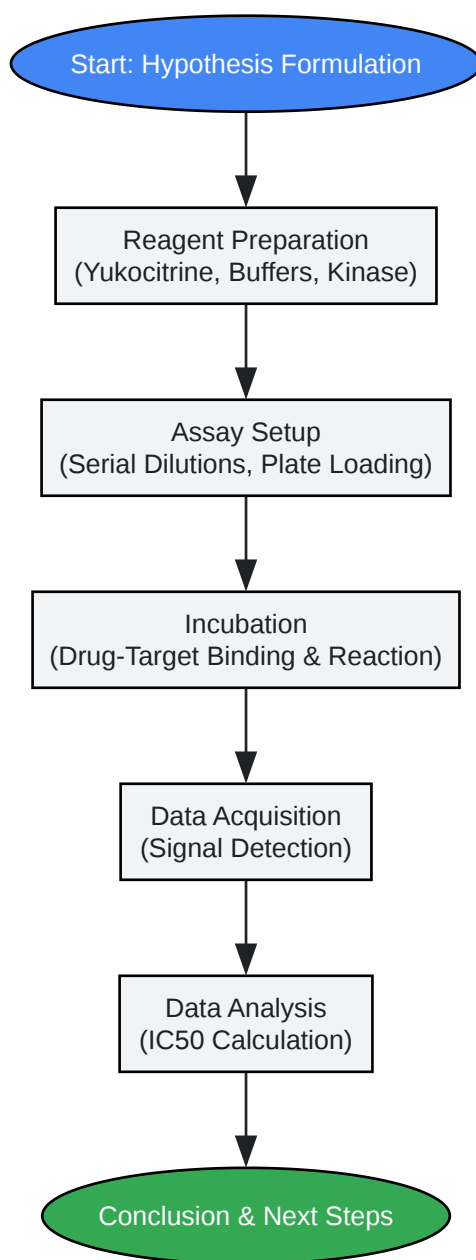 Start: Hypothesis Formulation
Reagent Preparation
(Yukocitrine, Buffers, Kinase)
Assay Setup
(Serial Dilutions, Plate Loading)
Incubation
(Drug-Target Binding & Reaction)
Data Acquisition
(Signal Detection)
Data Analysis
(IC50 Calculation)
Conclusion & Next Steps